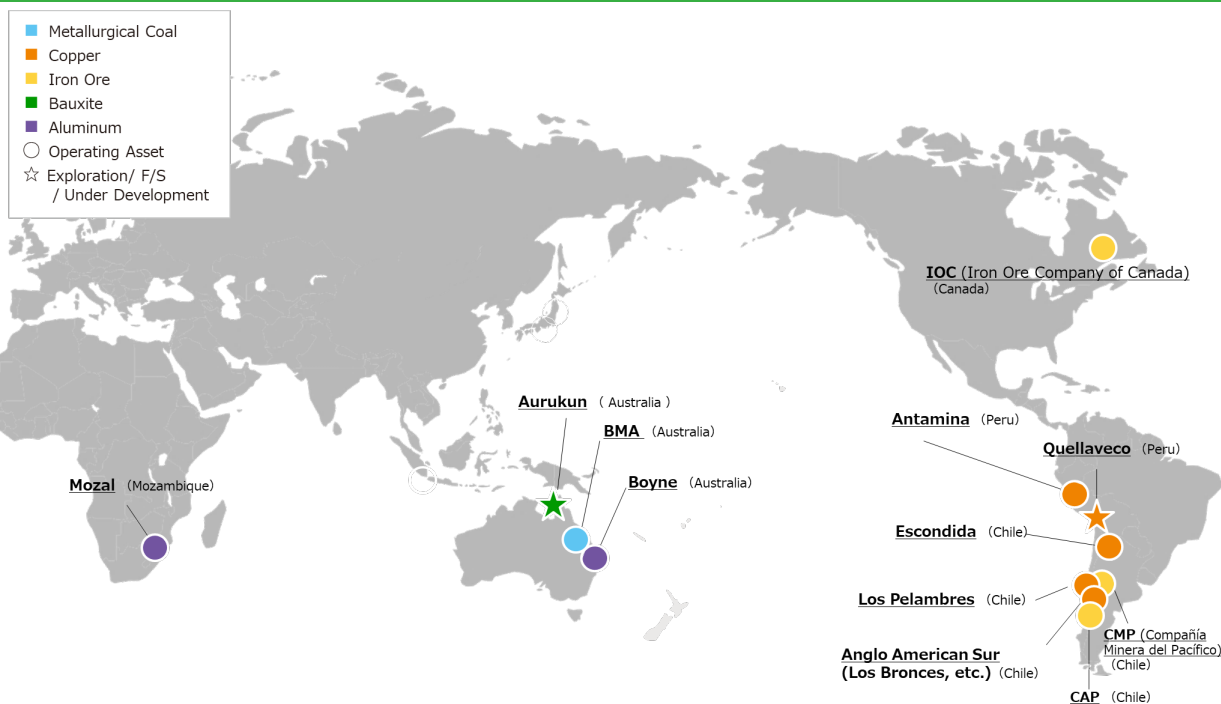 Metallurgical Coal
Copper
Iron Ore
Bauxite
Aluminum
Operating Asset
Exploration/ F/S
/ Under Development
IOC (Iron Ore Company of Canada)
(Canada)
Aurukun ( Australia )
BMA (Australia)
Boyne (Australia)
Mozal (Mozambique)
Antamina (Peru)
Quellaveco (Peru)
Escondida (Chile)
Los Pelambres (Chile)
Anglo American Sur
(Los Bronces, etc.) (Chile)
CMP (Compañía
Minera del Pacífico)
(Chile)
CAP (Chile)